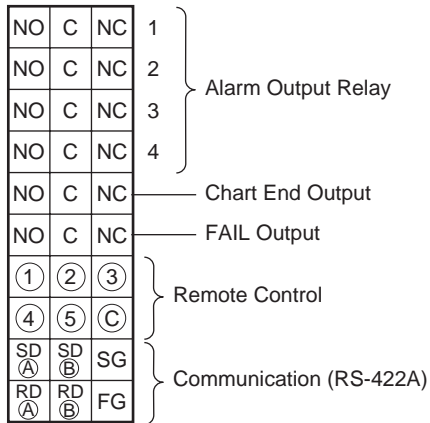 NO C NC 1
NO C NC 2
Alarm Output Relay
NO C NC 3
NO C NC 4
NO C NC Chart End Output
NO C NC FAIL Output
① ② ③
Remote Control
④ ⑤ Ⓒ
SD Ⓐ SD Ⓑ SG
Communication (RS-422A)
RD Ⓐ RD Ⓑ FG